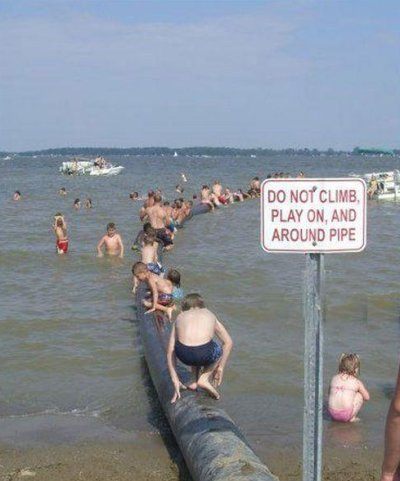 DO NOT CLIMB,
PLAY ON, AND
AROUND PIPE